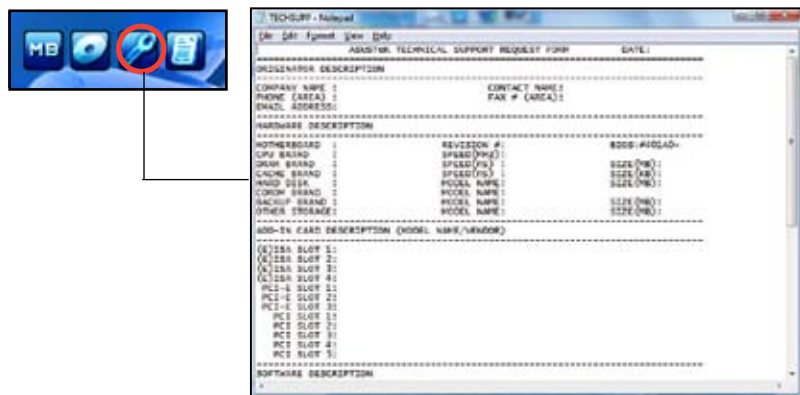 MB
TECHSUPP - Notepad
File Edit Format View Help
ASUSTEK TECHNICAL SUPPORT REQUEST FORM DATE:
ORIGINATOR DESCRIPTION
COMPANY NAME : CONTACT NAME:
PHONE (AREA) : FAX # (AREA):
EMAIL ADDRESS:
HARDWARE DESCRIPTION
MOTHERBOARD : REVISION #: BIOS:
CPU BRAND : SPEED(MHZ):
DRAM BRAND : SPEED(NS) : SIZE(MB):
CACHE BRAND : SPEED(NS) : SIZE(KB):
HARD DISK : MODEL NAME: SIZE(MB):
CDROM BRAND : MODEL NAME:
BACKUP BRAND : MODEL NAME: SIZE(MB):
OTHER STORAGE: MODEL NAME: SIZE(MB):
ADD-IN CARD DESCRIPTION (MODEL NAME/VENDOR)
(E)ISA SLOT 1:
(E)ISA SLOT 2:
(E)ISA SLOT 3:
(E)ISA SLOT 4:
PCI-E SLOT 1:
PCI-E SLOT 2:
PCI-E SLOT 3:
PCI SLOT 1:
PCI SLOT 2:
PCI SLOT 3:
PCI SLOT 4:
PCI SLOT 5:
SOFTWARE DESCRIPTION